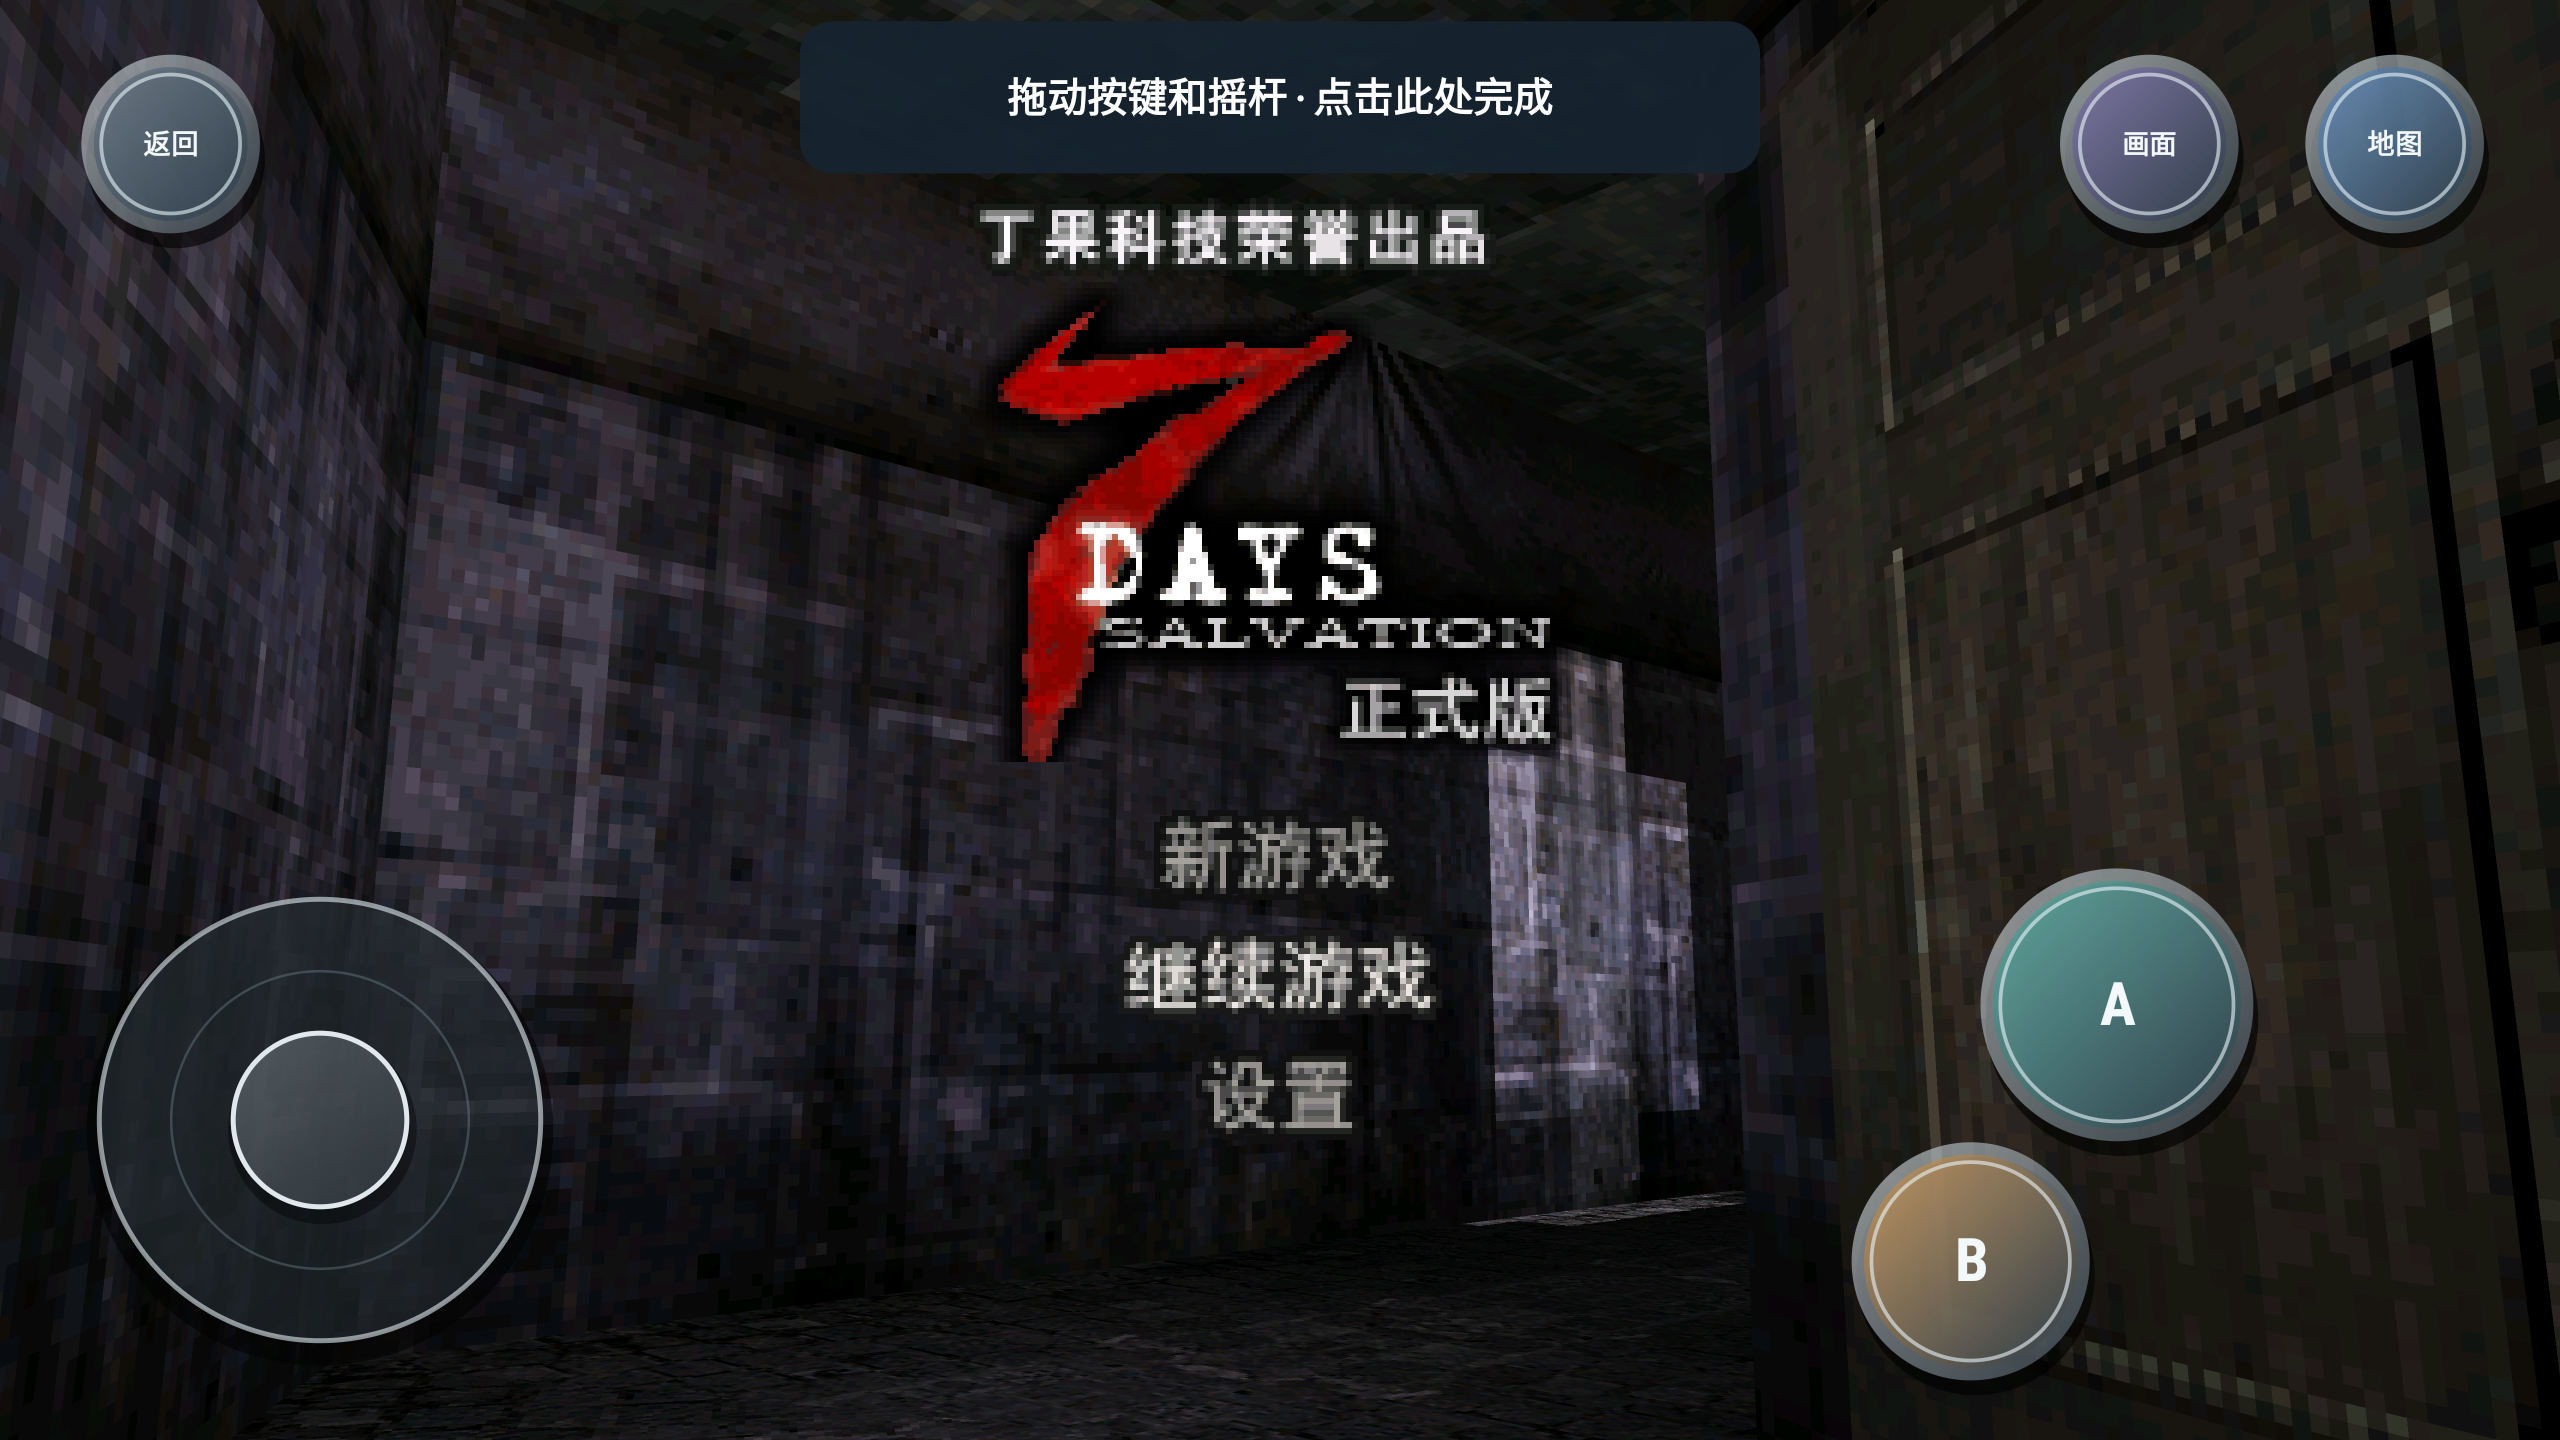 拖动按键和摇杆 · 点击此处完成
返回
画面
地图
丁果科技荣誉出品
7
DAYS
SALVATION
正式版
新游戏
继续游戏
设置
A
B